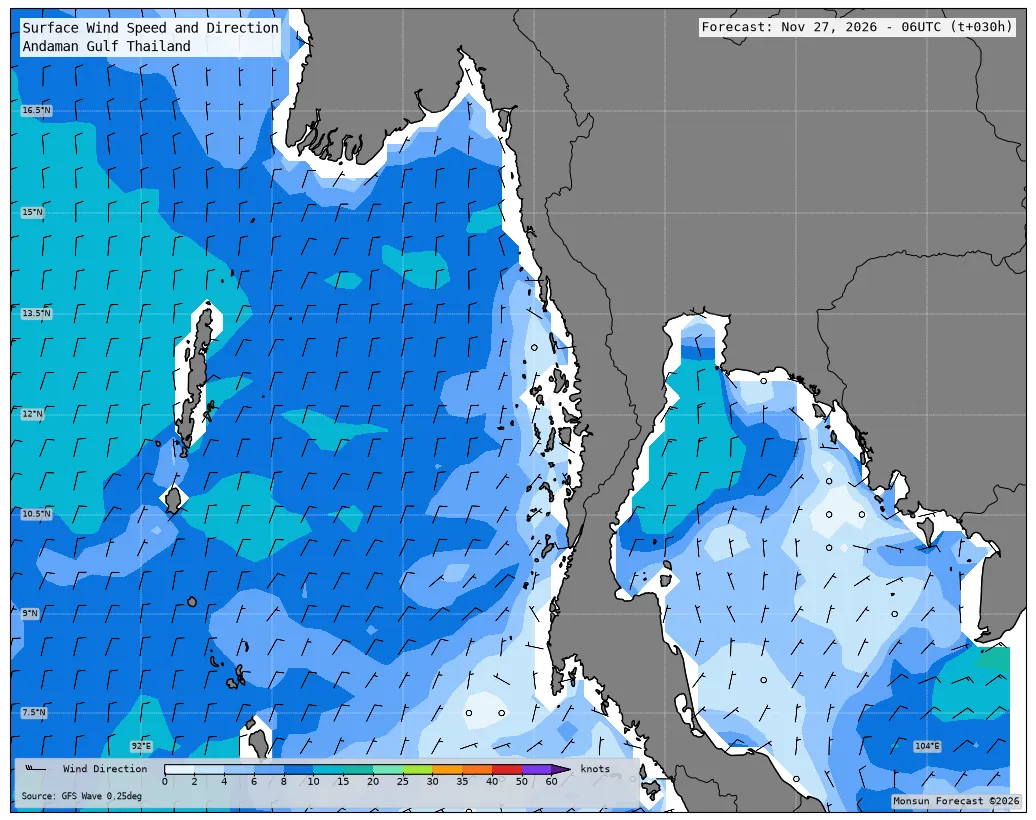 Surface Wind Speed and Direction
Andaman Gulf Thailand
Forecast: Nov 27, 2026 - 06UTC (t+030h)
16.5°N
15°N
13.5°N
12°N
10.5°N
9°N
7.5°N
92°E
104°E
Wind Direction
0 2 4 6 8 10 15 20 25 30 35 40 50 60
knots
Source: GFS Wave 0.25deg
Monsun Forecast ©2026